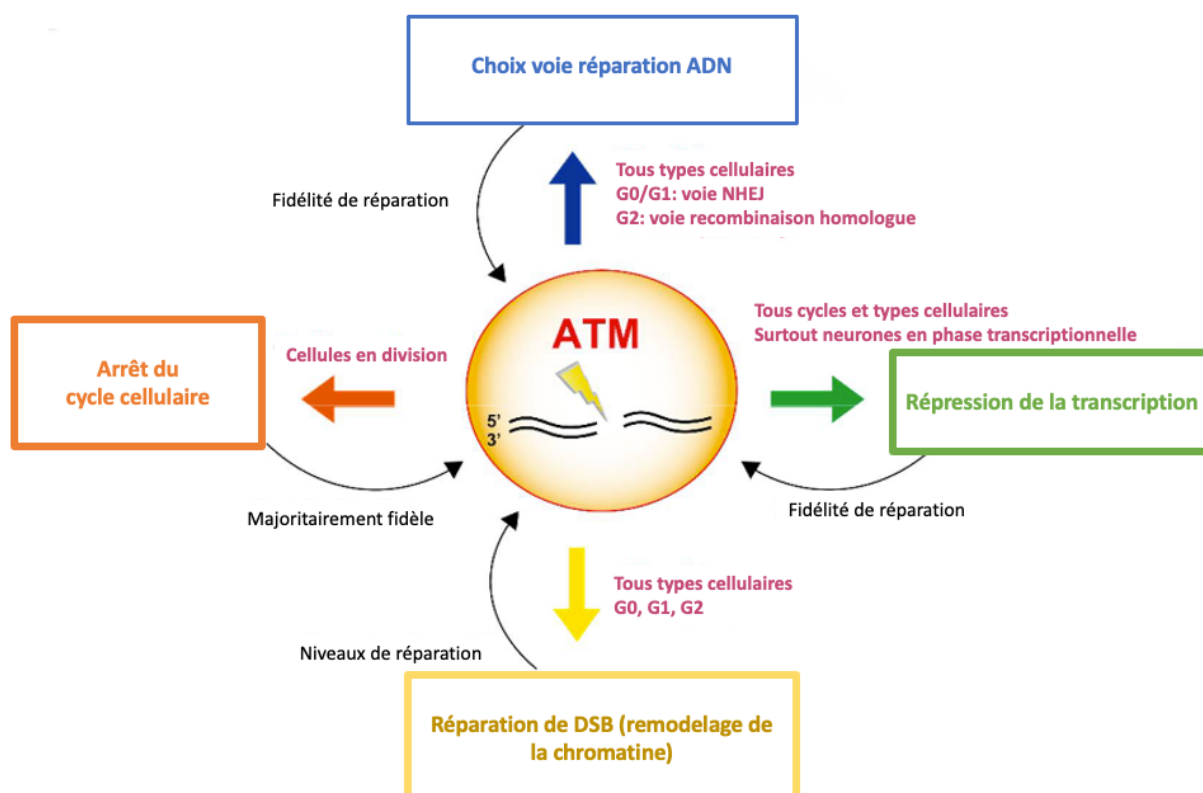 Choix voie réparation ADN
Tous types cellulaires
G0/G1: voie NHEJ
G2: voie recombinaison homologue
Fidélité de réparation
Tous cycles et types cellulaires
Surtout neurones en phase transcriptionnelle
ATM
Cellules en division
Arrêt du
cycle cellulaire
Répression de la transcription
5'
3'
Majoritairement fidèle
Fidélité de réparation
Tous types cellulaires
G0, G1, G2
Niveaux de réparation
Réparation de DSB (remodelage de
la chromatine)